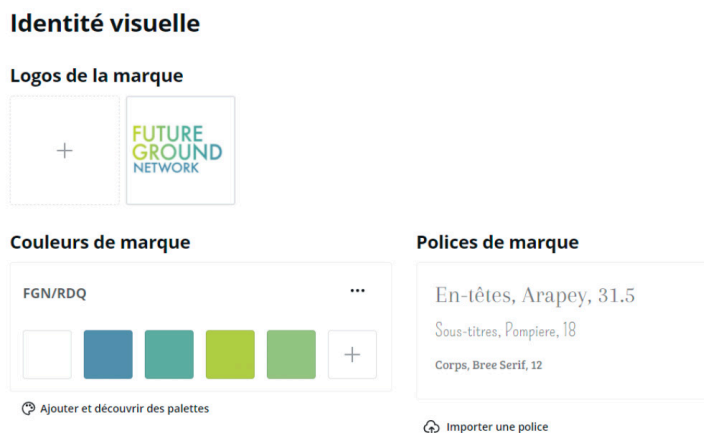 Identité visuelle
Logos de la marque
FUTURE
GROUND
NETWORK
Couleurs de marque
FGN/RDQ
Ajouter et découvrir des palettes
Polices de marque
En-têtes, Arapey, 31.5
Sous-titres, Pompiere, 18
Corps, Bree Serif, 12
Importer une police